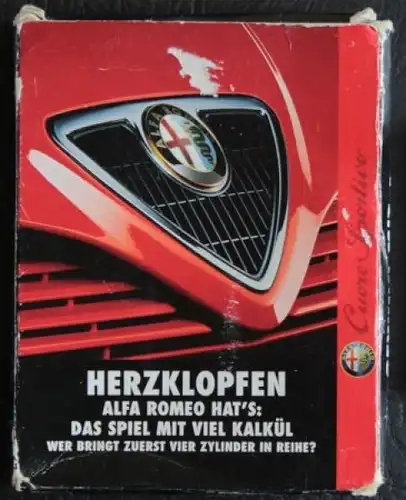 HERZKLOPFEN
ALFA ROMEO HAT'S:
DAS SPIEL MIT VIEL KALKÜL
WER BRINGT ZUERST VIER ZYLINDER IN REIHE?
Cuore Sportivo